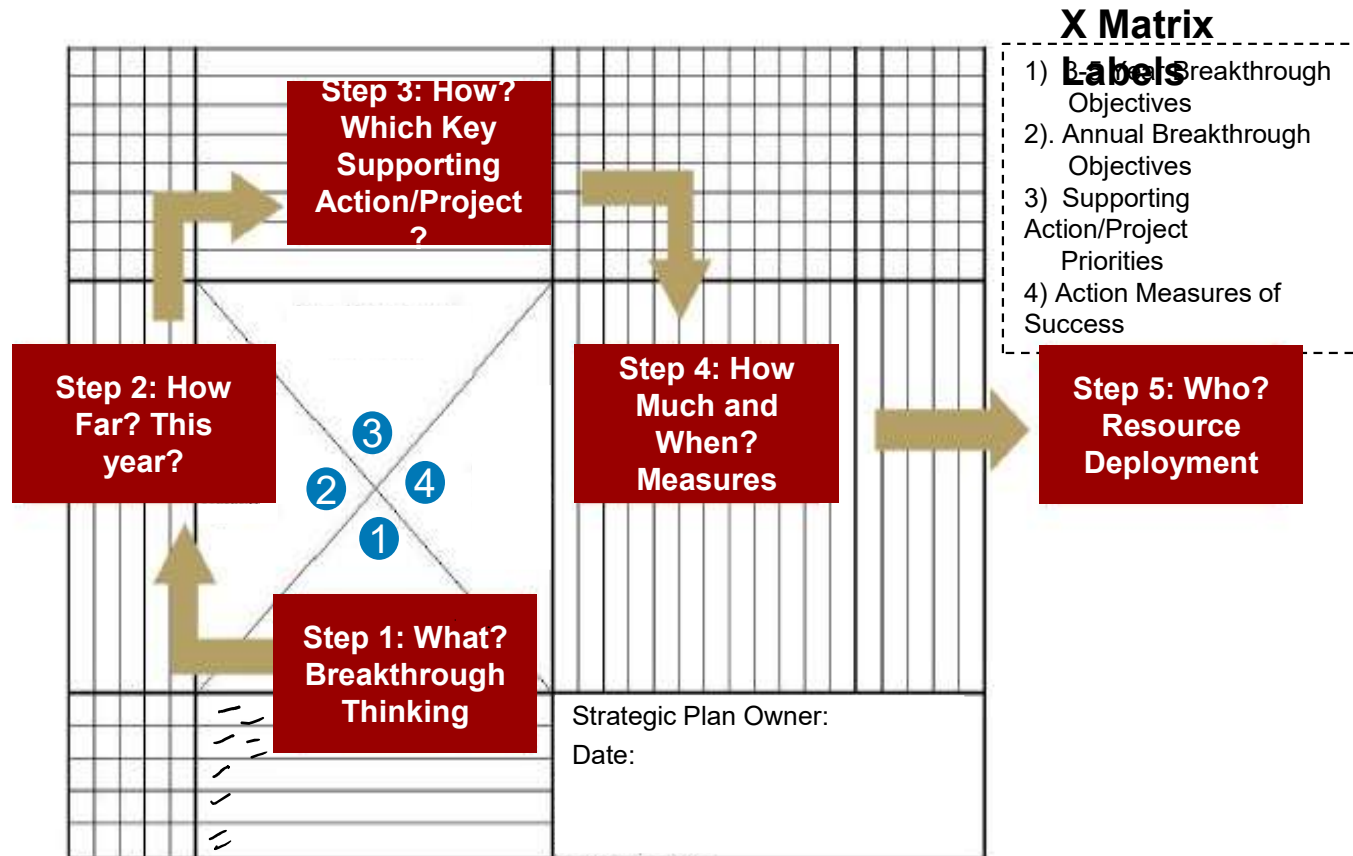 X Matrix
Labels
1) 3-5 Year Breakthrough
Objectives
2). Annual Breakthrough
Objectives
3) Supporting
Action/Project
Priorities
4) Action Measures of
Success
Step 3: How?
Which Key
Supporting
Action/Project
?
Step 2: How
Far? This
year?
Step 4: How
Much and
When?
Measures
Step 5: Who?
Resource
Deployment
3
2
4
1
Step 1: What?
Breakthrough
Thinking
Strategic Plan Owner:
Date: